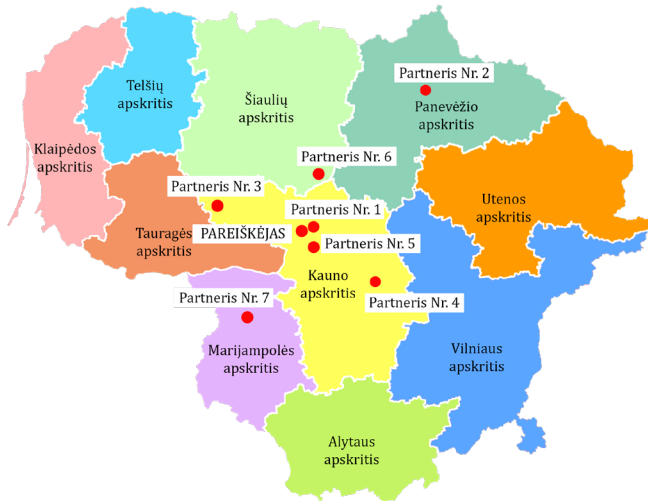 Partneris Nr. 2
Telšių
apskritis
Šiaulių
apskritis
Panevėžio
apskritis
Klaipėdos
apskritis
Partneris Nr. 6
Partneris Nr. 3
Utenos
apskritis
Partneris Nr. 1
Tauragės
apskritis
PAREIŠKĖJAS
Partneris Nr. 5
Kauno
apskritis
Partneris Nr. 7
Partneris Nr. 4
Marijampolės
apskritis
Vilniaus
apskritis
Alytaus
apskritis